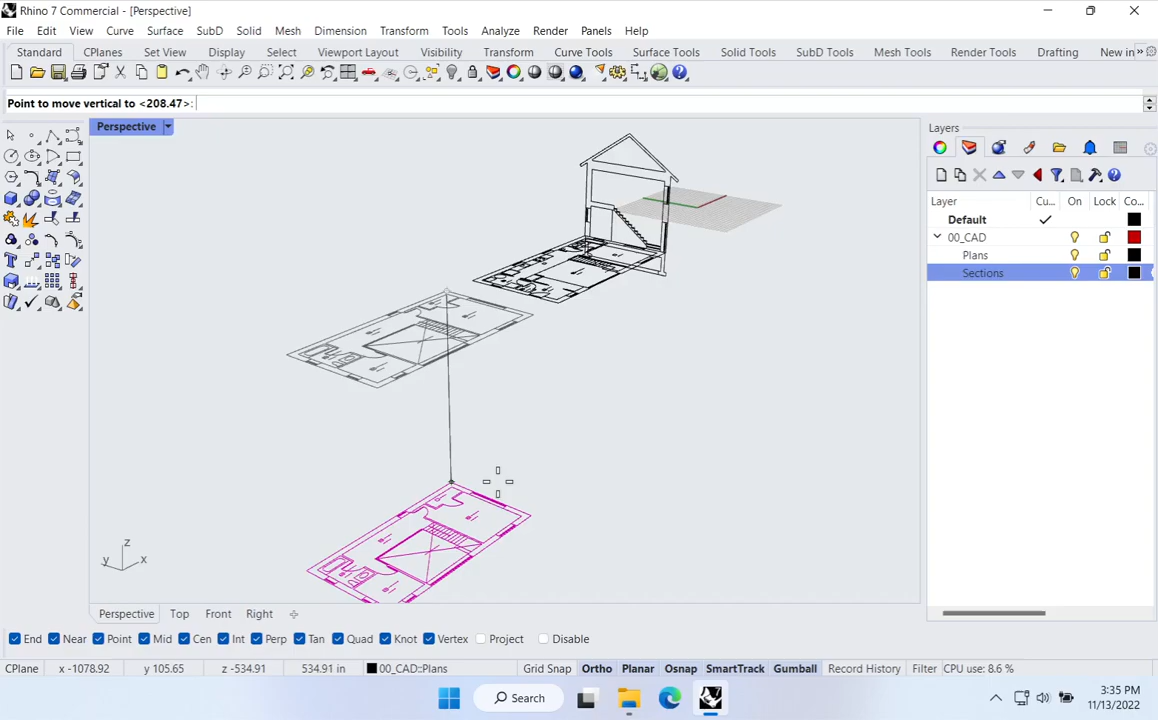 Rhino 7 Commercial - [Perspective]
File Edit View Curve Surface SubD Solid Mesh Dimension Transform Tools Analyze Render Panels Help
Standard CPlanes Set View Display Select Viewport Layout Visibility Transform Curve Tools Surface Tools Solid Tools SubD Tools Mesh Tools Render Tools Drafting New in »
Point to move vertical to <208.47>:
Perspective
Layers
Layer Cu... On Lock Co...
Default
00_CAD
Plans
Sections
z
y x
Perspective Top Front Right
End Near Point Mid Cen Int Perp Tan Quad Knot Vertex Project Disable
CPlane x -1078.92 y 105.65 z -534.91 534.91 in 00_CAD::Plans Grid Snap Ortho Planar Osnap SmartTrack Gumball Record History Filter CPU use: 8.6 %
Search
3:35 PM
11/13/2022